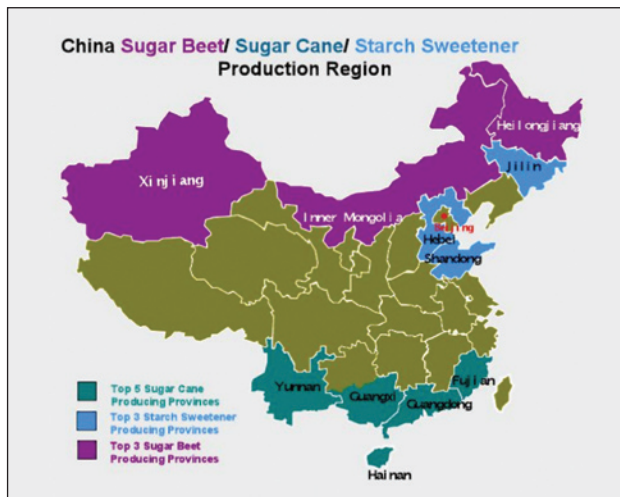 China Sugar Beet/ Sugar Cane/ Starch Sweetener
Production Region
Heilongjiang
Jilin
Xinjiang
Inner Mongolia
Beijing
Hebei
Shandong
Top 5 Sugar Cane
Producing Provinces
Top 3 Starch Sweetener
Producing Provinces
Top 3 Sugar Beet
Producing Provinces
Yunnan
Guangxi
Guangdong
Fujian
Hainan